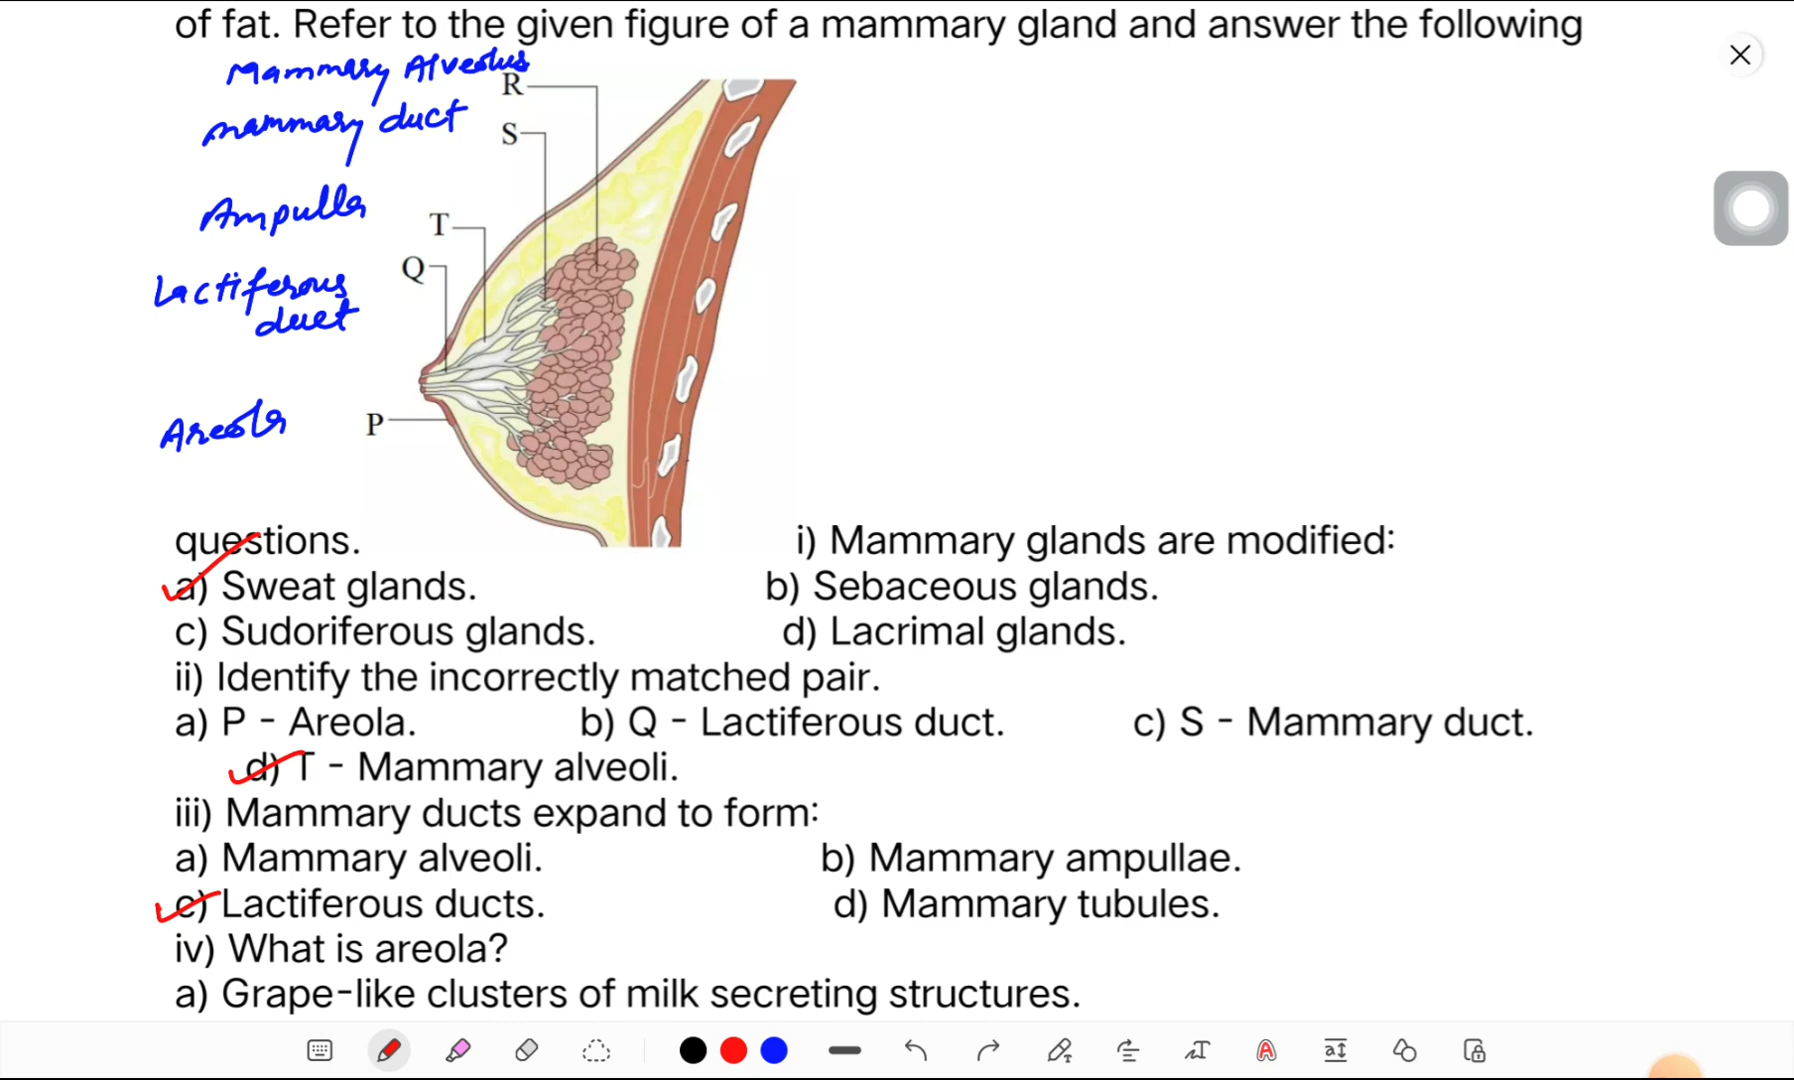 of fat. Refer to the given figure of a mammary gland and answer the following
Mammary Alveolus
R
mammary duct
S
Ampulla
T
Lactiferous
duct
Q
Areola
P
questions. i) Mammary glands are modified:
a) Sweat glands. b) Sebaceous glands.
c) Sudoriferous glands. d) Lacrimal glands.
ii) Identify the incorrectly matched pair.
a) P - Areola. b) Q - Lactiferous duct. c) S - Mammary duct.
d) T - Mammary alveoli.
iii) Mammary ducts expand to form:
a) Mammary alveoli. b) Mammary ampullae.
c) Lactiferous ducts. d) Mammary tubules.
iv) What is areola?
a) Grape-like clusters of milk secreting structures.